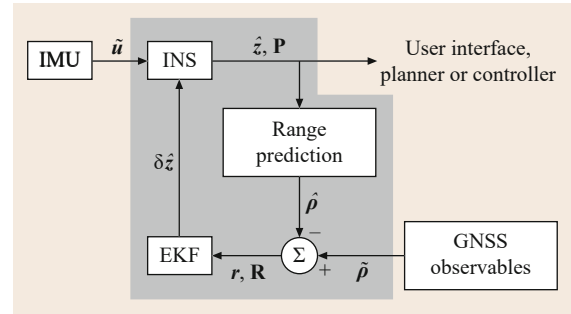 IMU
ũ
INS
ẑ, P
User interface,
planner or controller
Range
prediction
δẑ
ρ̂
−
EKF
r, R
Σ
+
ρ̃
GNSS
observables